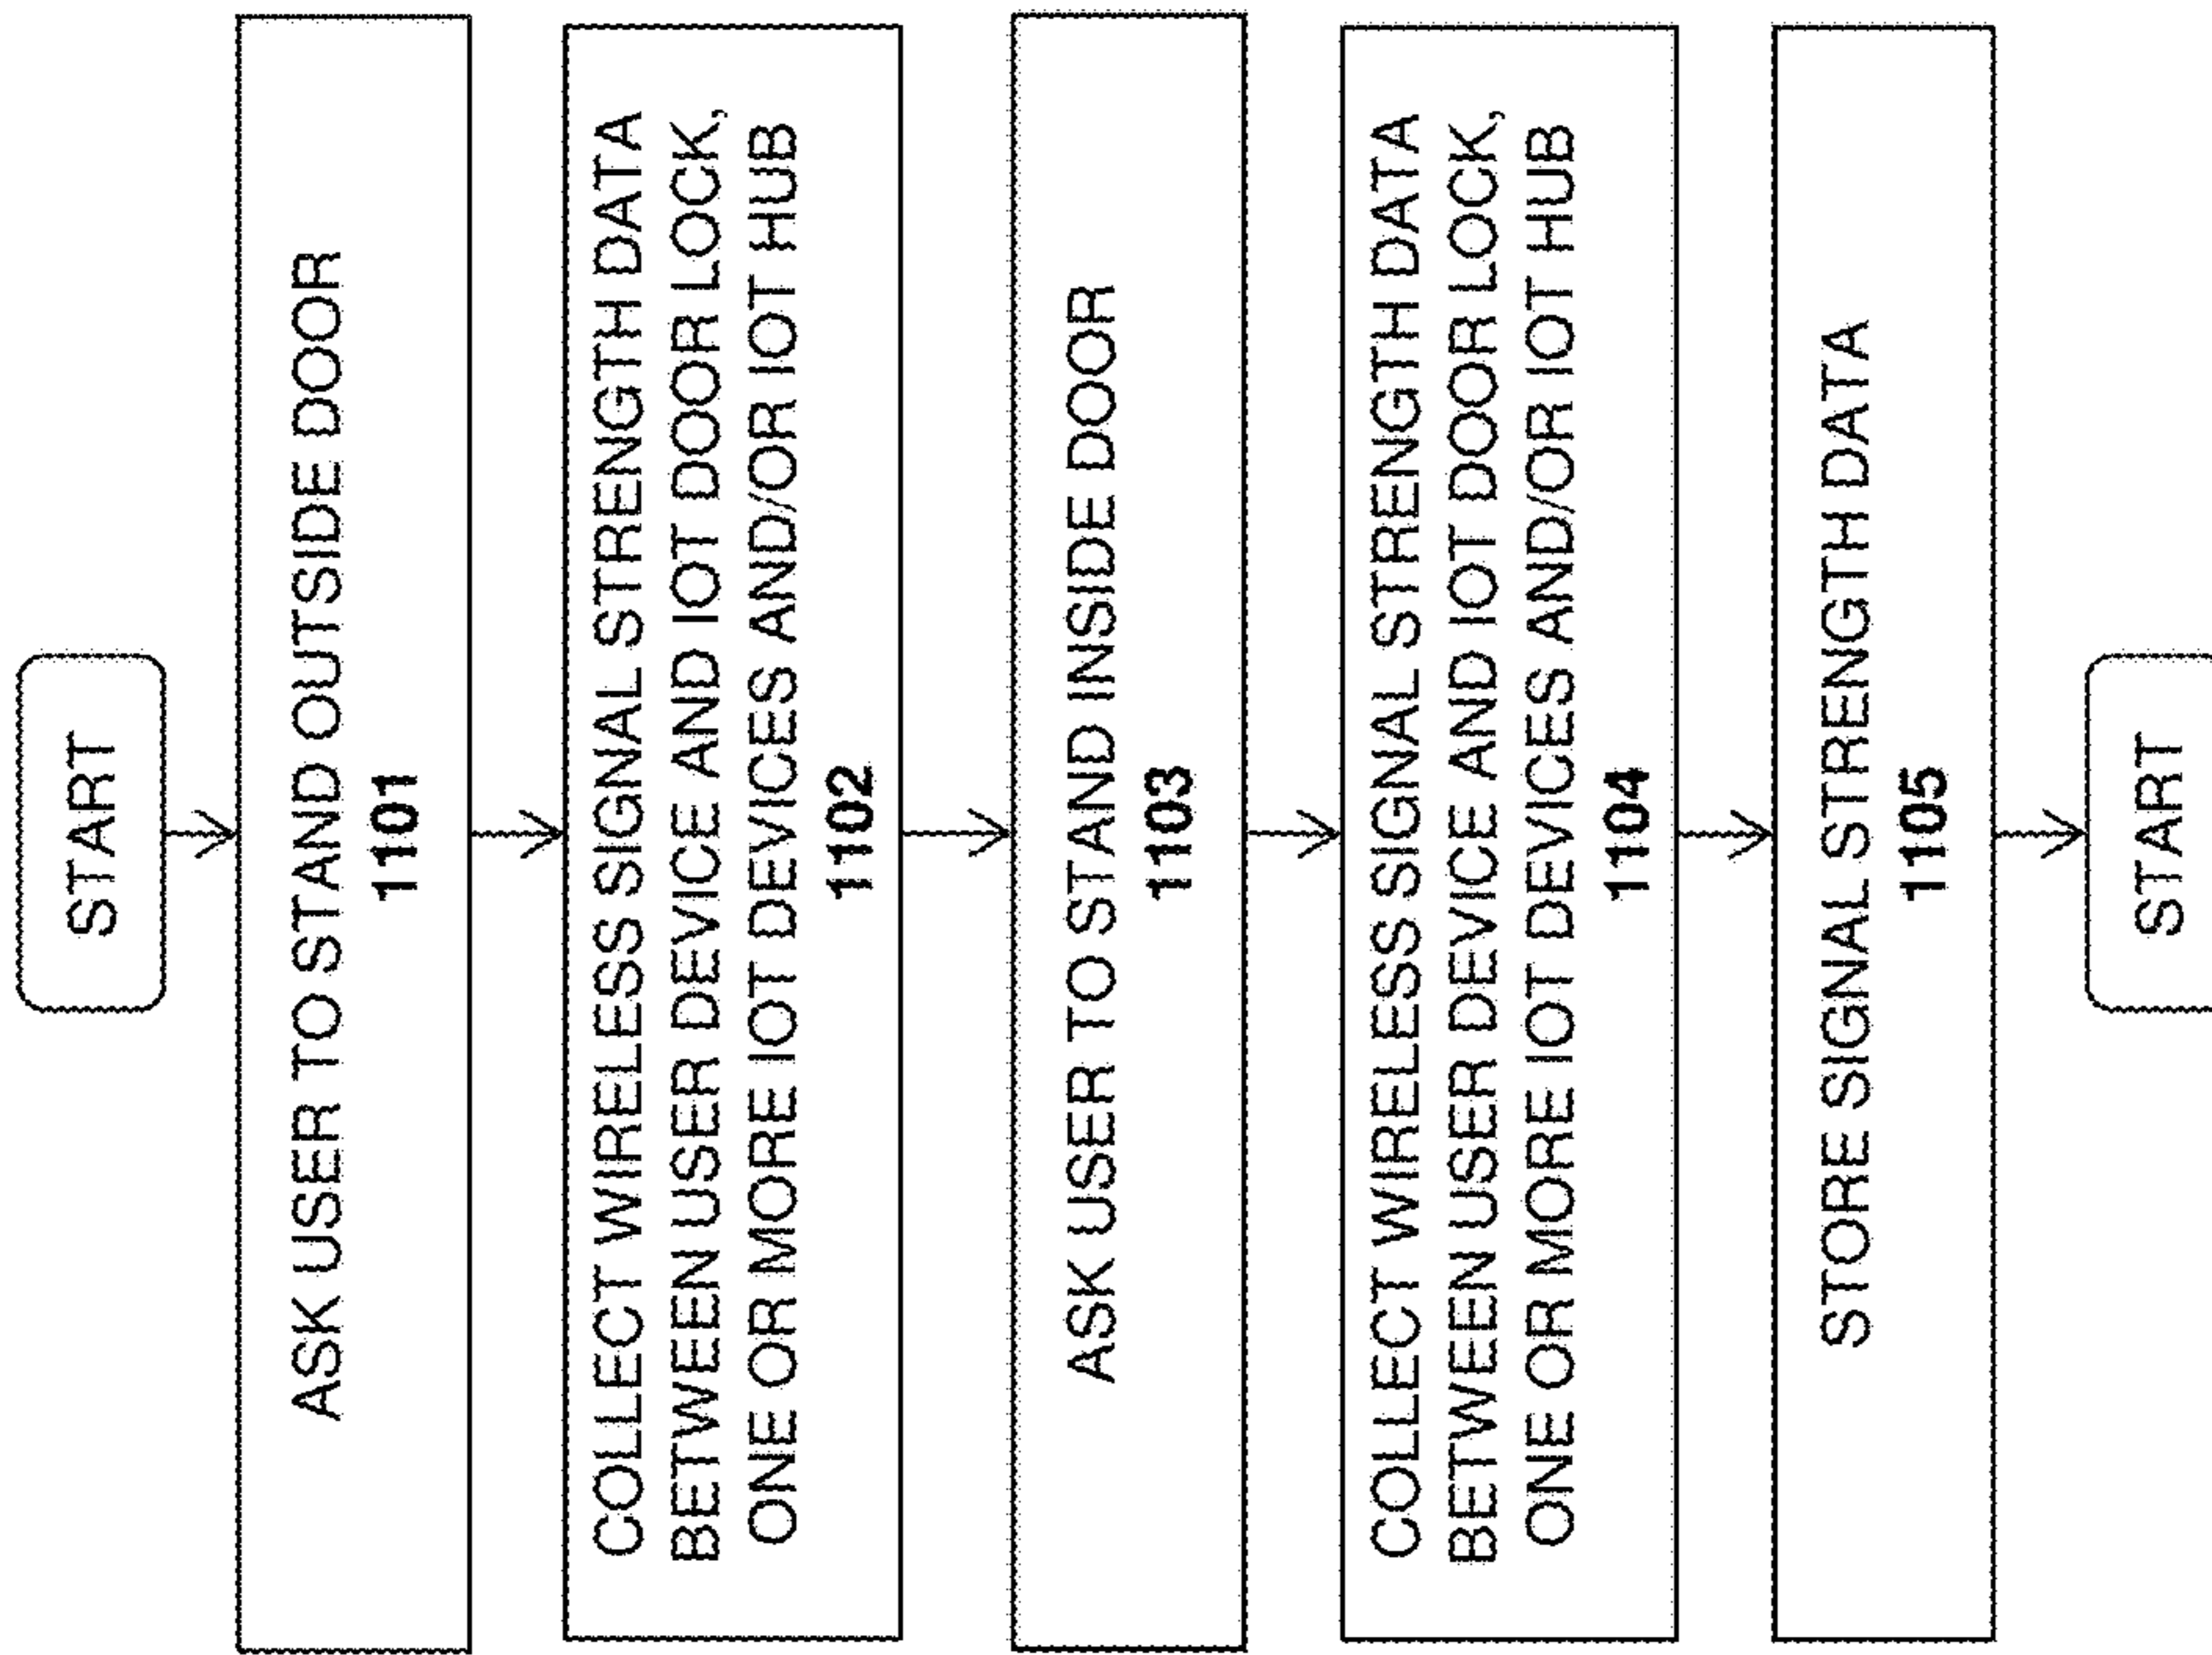 START
ASK USER TO STAND OUTSIDE DOOR
1101
COLLECT WIRELESS SIGNAL STRENGTH DATA
BETWEEN USER DEVICE AND IOT DOOR LOCK,
ONE OR MORE IOT DEVICES AND/OR IOT HUB
1102
ASK USER TO STAND INSIDE DOOR
1103
COLLECT WIRELESS SIGNAL STRENGTH DATA
BETWEEN USER DEVICE AND IOT DOOR LOCK,
ONE OR MORE IOT DEVICES AND/OR IOT HUB
1104
STORE SIGNAL STRENGTH DATA
1105
START